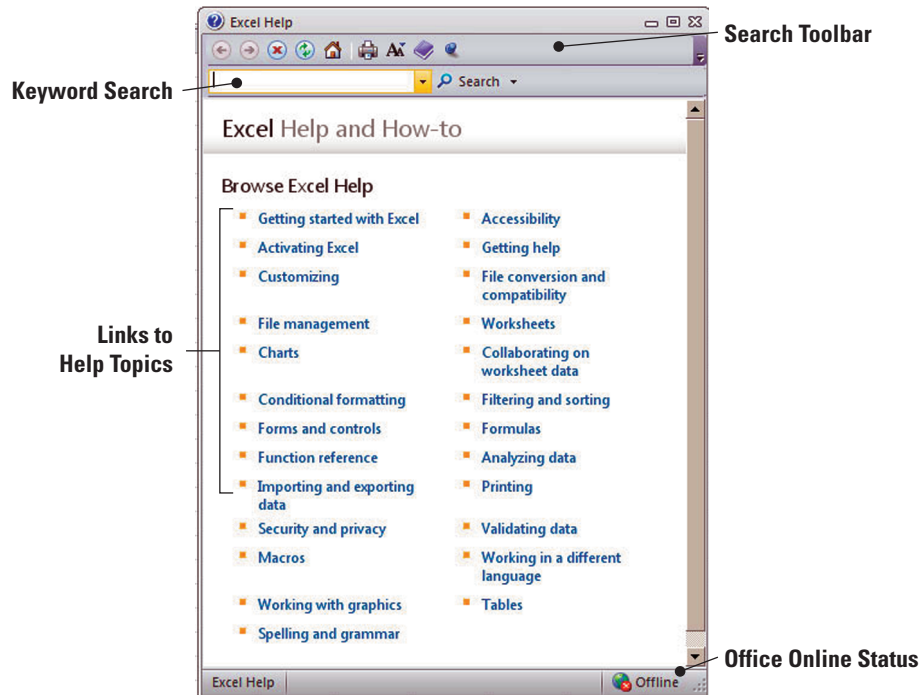 Excel Help
Search Toolbar
Keyword Search
Search
Excel Help and How-to
Browse Excel Help
Getting started with Excel
Accessibility
Activating Excel
Getting help
Customizing
File conversion and
compatibility
File management
Worksheets
Links to
Help Topics
Charts
Collaborating on
worksheet data
Conditional formatting
Filtering and sorting
Forms and controls
Formulas
Function reference
Analyzing data
Importing and exporting
data
Printing
Security and privacy
Validating data
Macros
Working in a different
language
Working with graphics
Tables
Spelling and grammar
Office Online Status
Excel Help
Offline